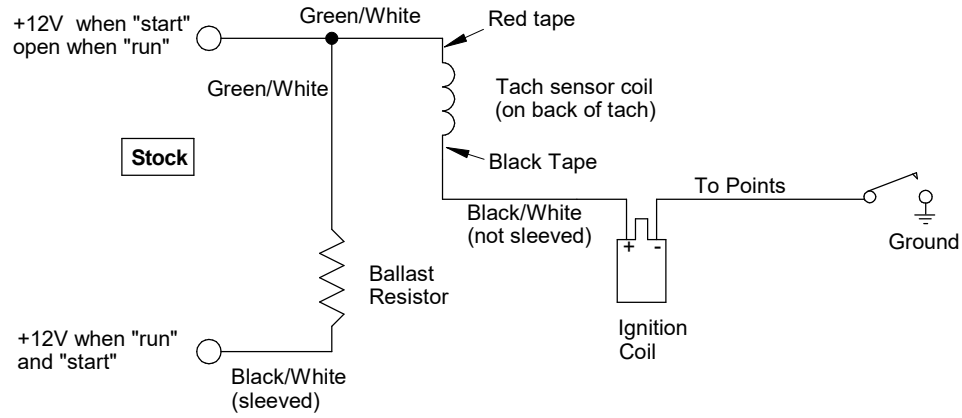 +12V when "start"
open when "run"
Green/White
Red tape
Green/White
Tach sensor coil
(on back of tach)
Stock
Black Tape
To Points
Black/White
(not sleeved)
+ -
Ground
Ballast
Resistor
Ignition
Coil
+12V when "run"
and "start"
Black/White
(sleeved)